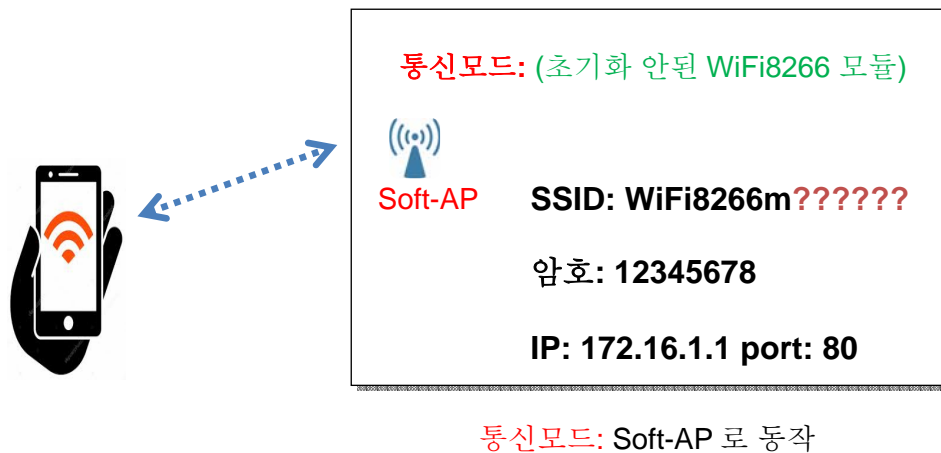 통신모드: (초기화 안된 WiFi8266 모듈)
Soft-AP
SSID: WiFi8266m??????
암호: 12345678
IP: 172.16.1.1 port: 80
통신모드: Soft-AP 로 동작